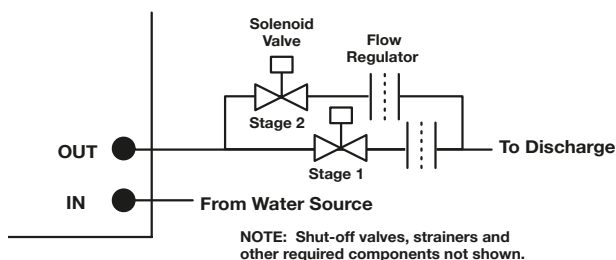 Solenoid
Valve
Flow
Regulator
Stage 2
OUT
To Discharge
Stage 1
IN
From Water Source
NOTE:  Shut-off valves, strainers and
other required components not shown.